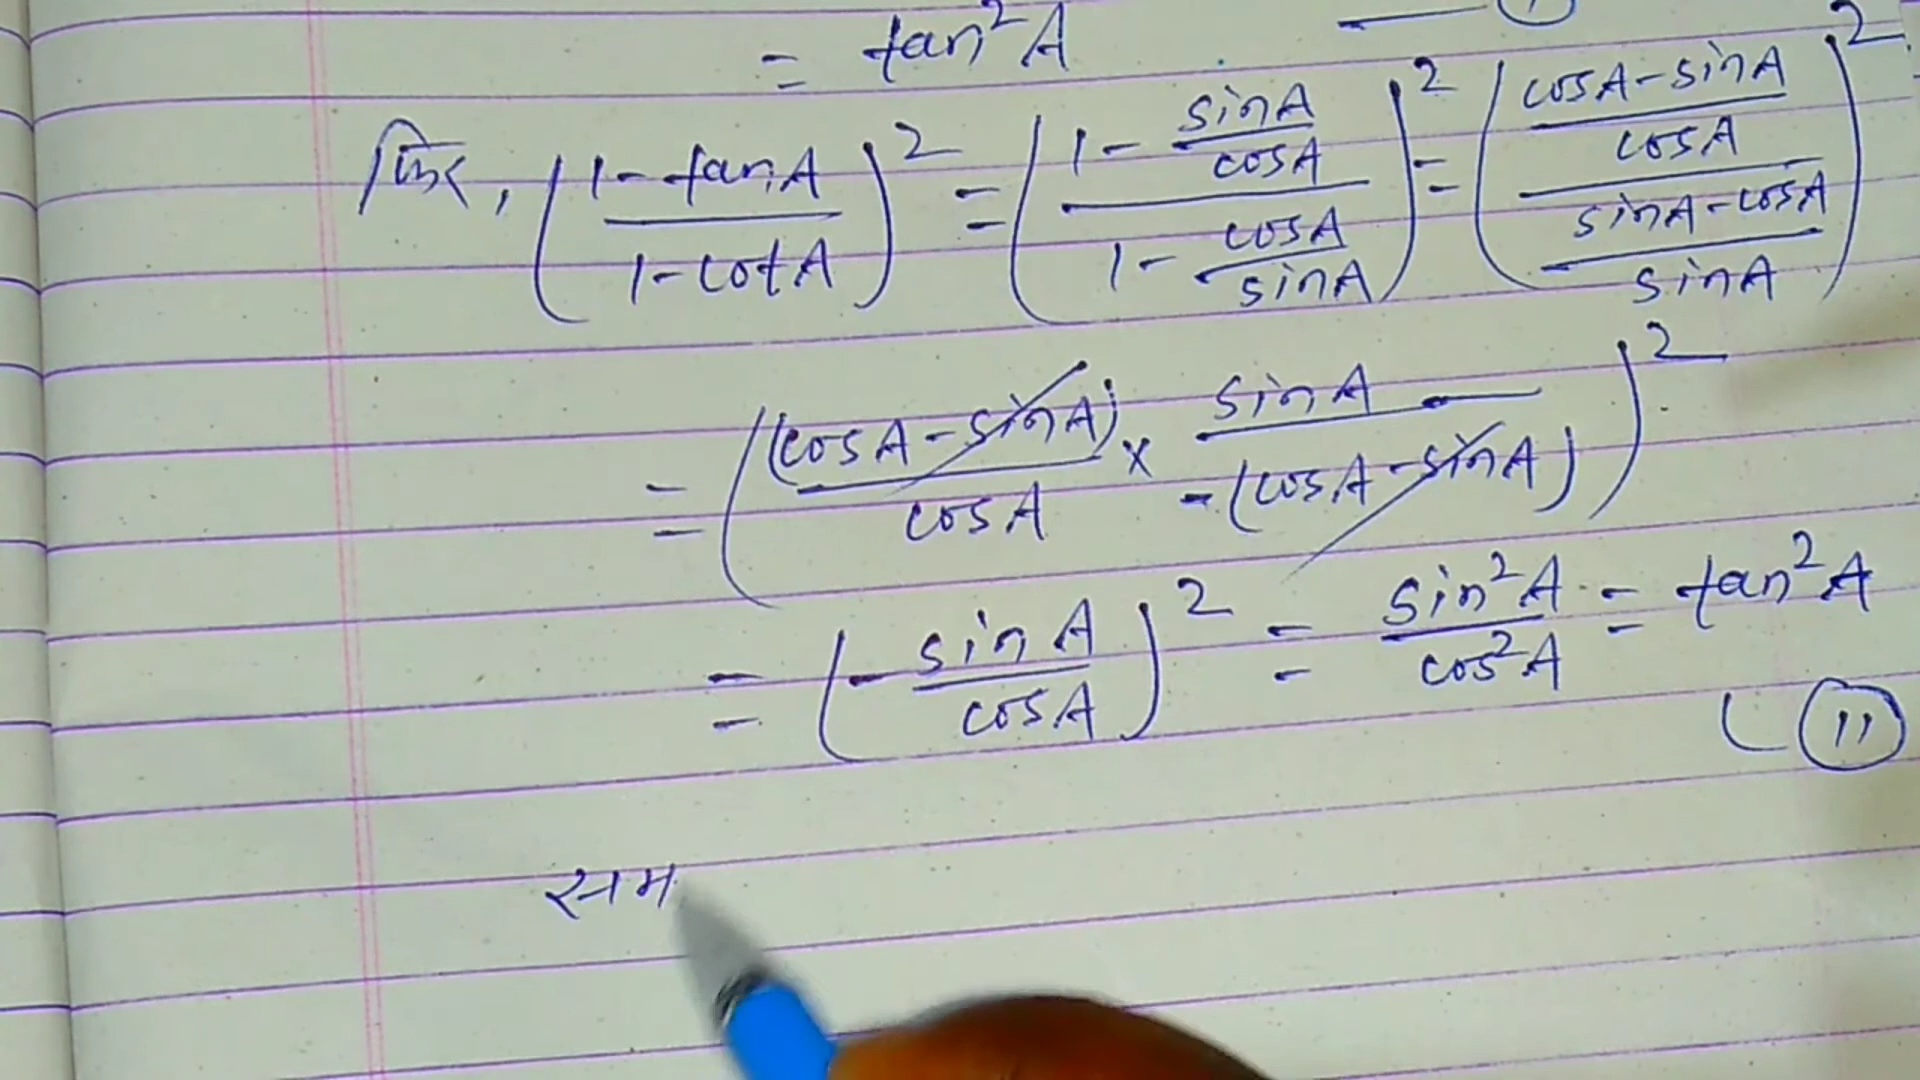 = tan²A
फिर, ((1-tanA)/(1-cotA))² = ((1-sinA/cosA)/(1-cosA/sinA))² = (((cosA-sinA)/cosA)/((sinA-cosA)/sinA))²
= ((cosA-sinA)/cosA × sinA/-(cosA-sinA))²
= (-sinA/cosA)² = sin²A/cos²A = tan²A
(11)
सम